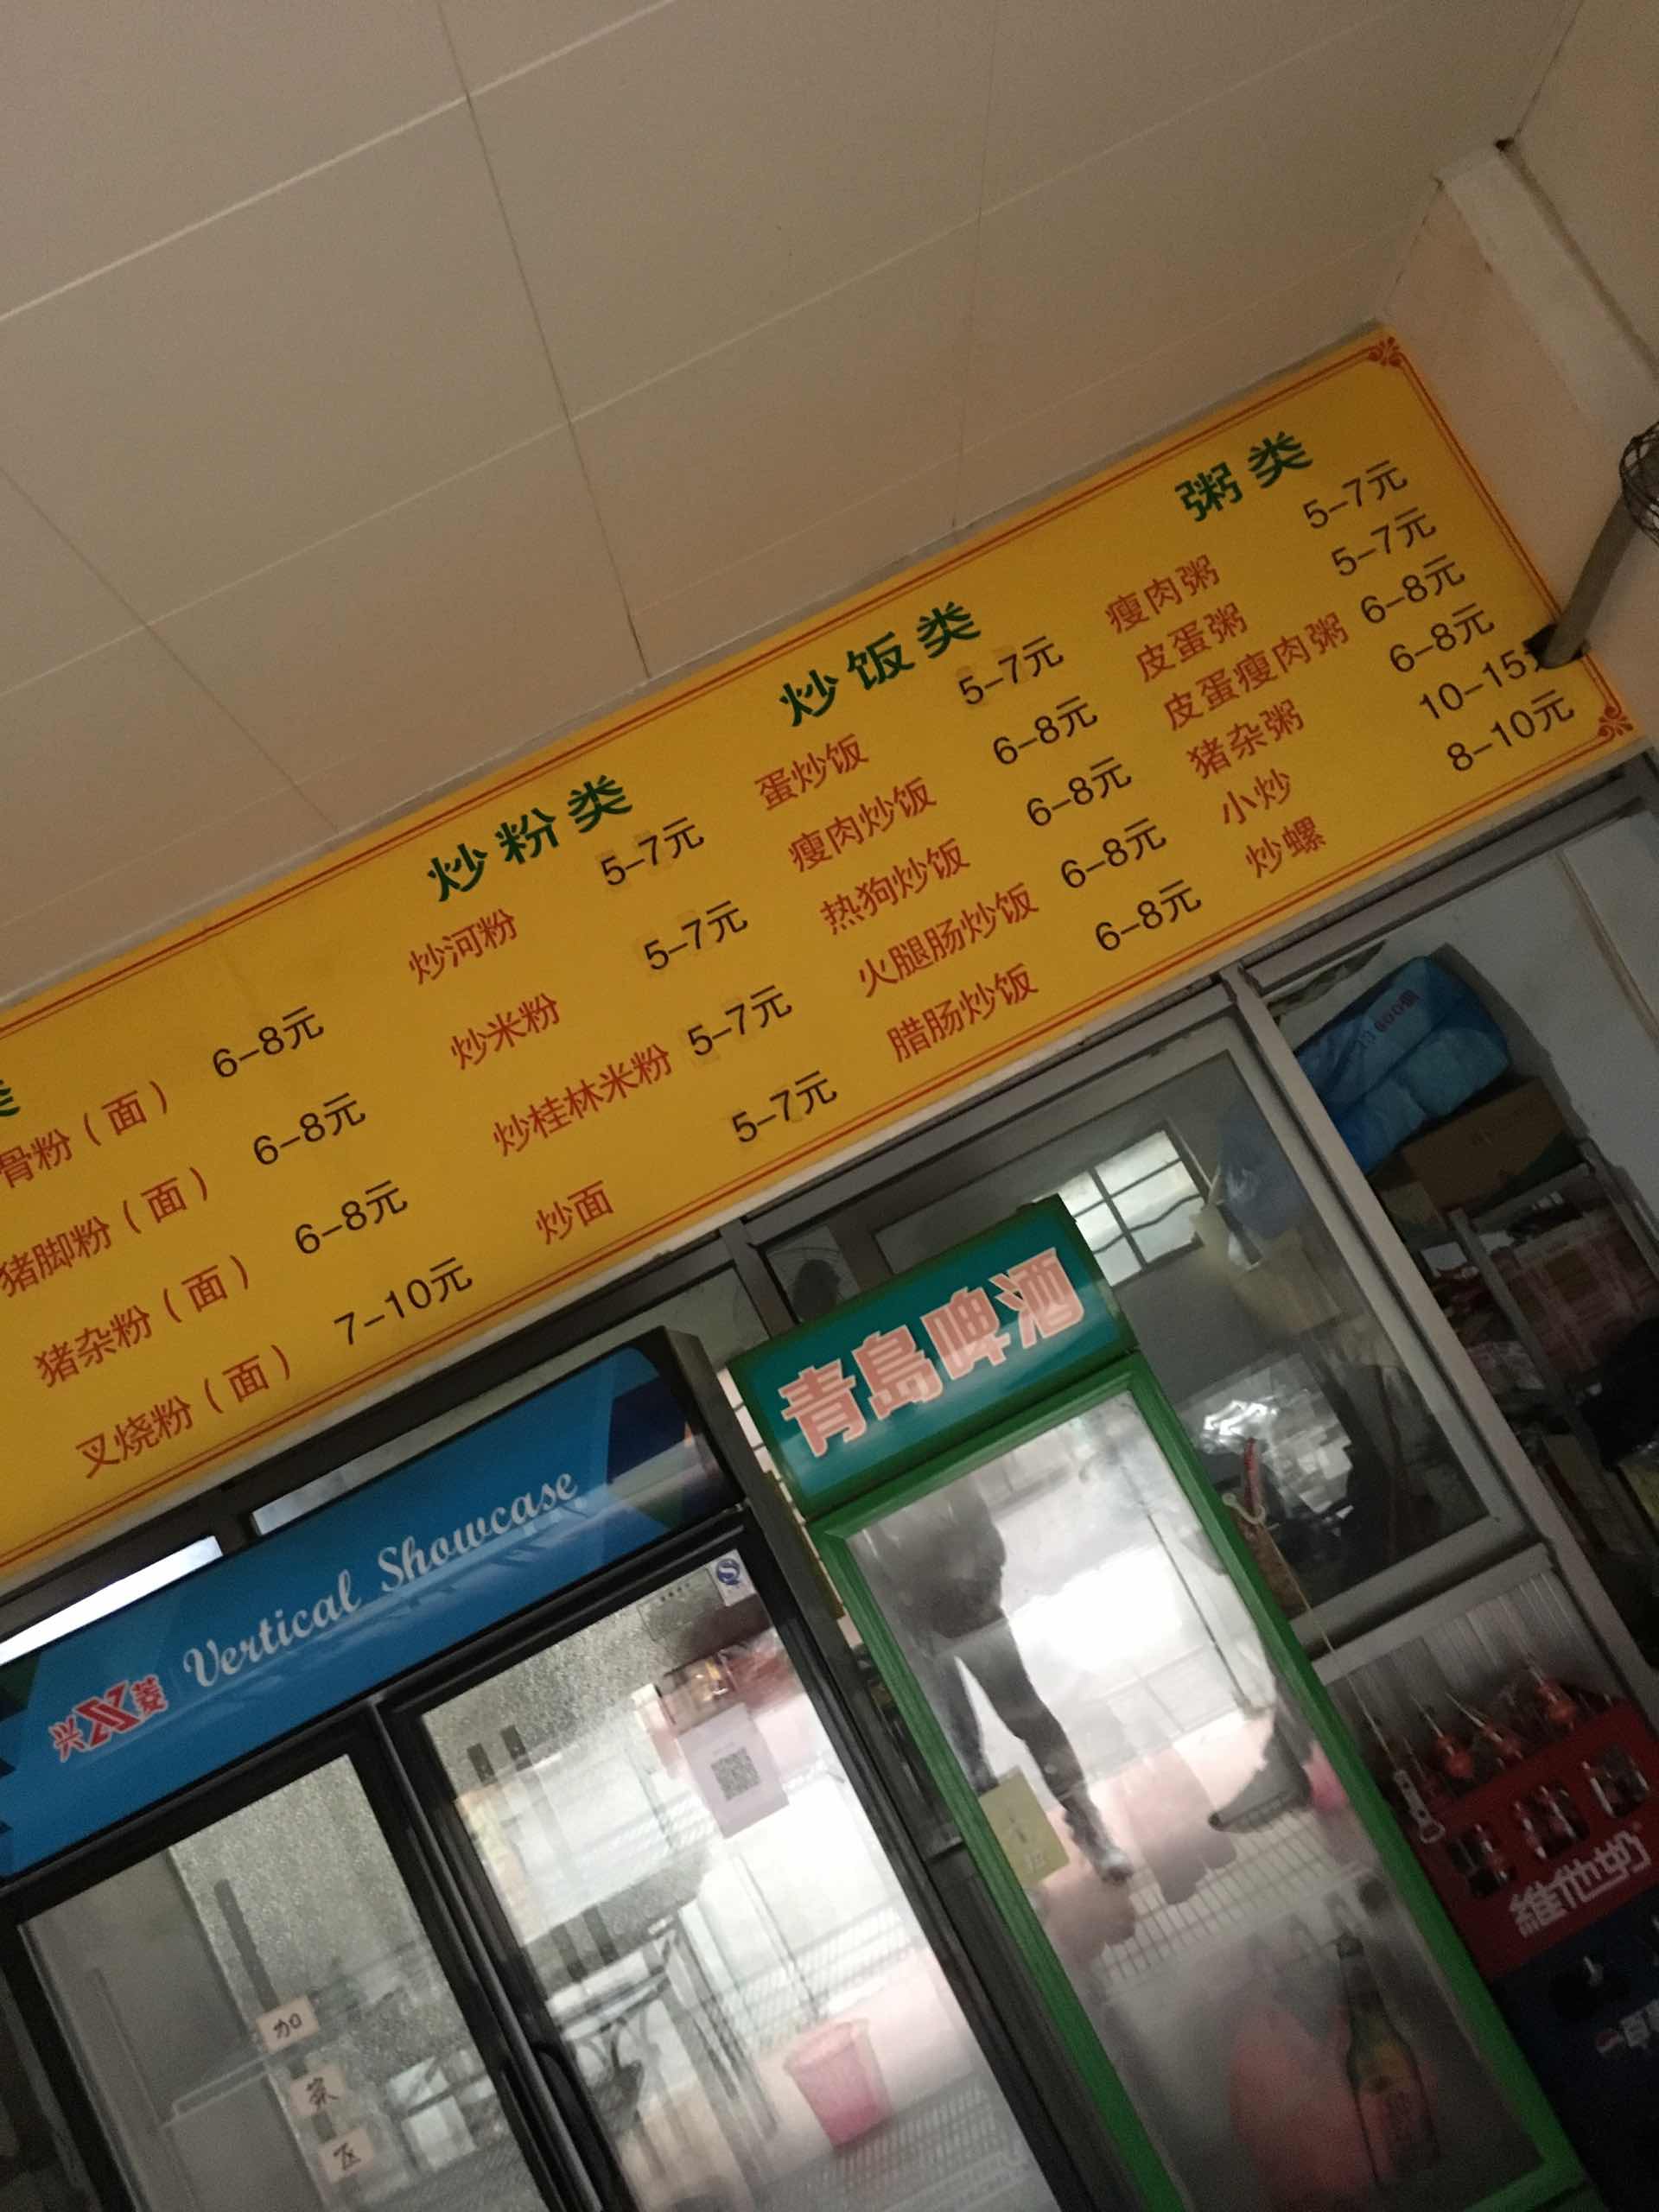 类
骨粉（面） 6-8元
猪脚粉（面） 6-8元
猪杂粉（面） 6-8元
叉烧粉（面） 7-10元
炒粉类
炒河粉 5-7元
炒米粉 5-7元
炒桂林米粉 5-7元
炒面 5-7元
炒饭类
蛋炒饭 5-7元
瘦肉炒饭 6-8元
热狗炒饭 6-8元
火腿肠炒饭 6-8元
腊肠炒饭 6-8元
粥类
瘦肉粥 5-7元
皮蛋粥 5-7元
皮蛋瘦肉粥 6-8元
猪杂粥 6-8元
小炒 10-15元
炒螺 8-10元
兴菱 Vertical Showcase
青島啤酒
維他奶
加
菜
区